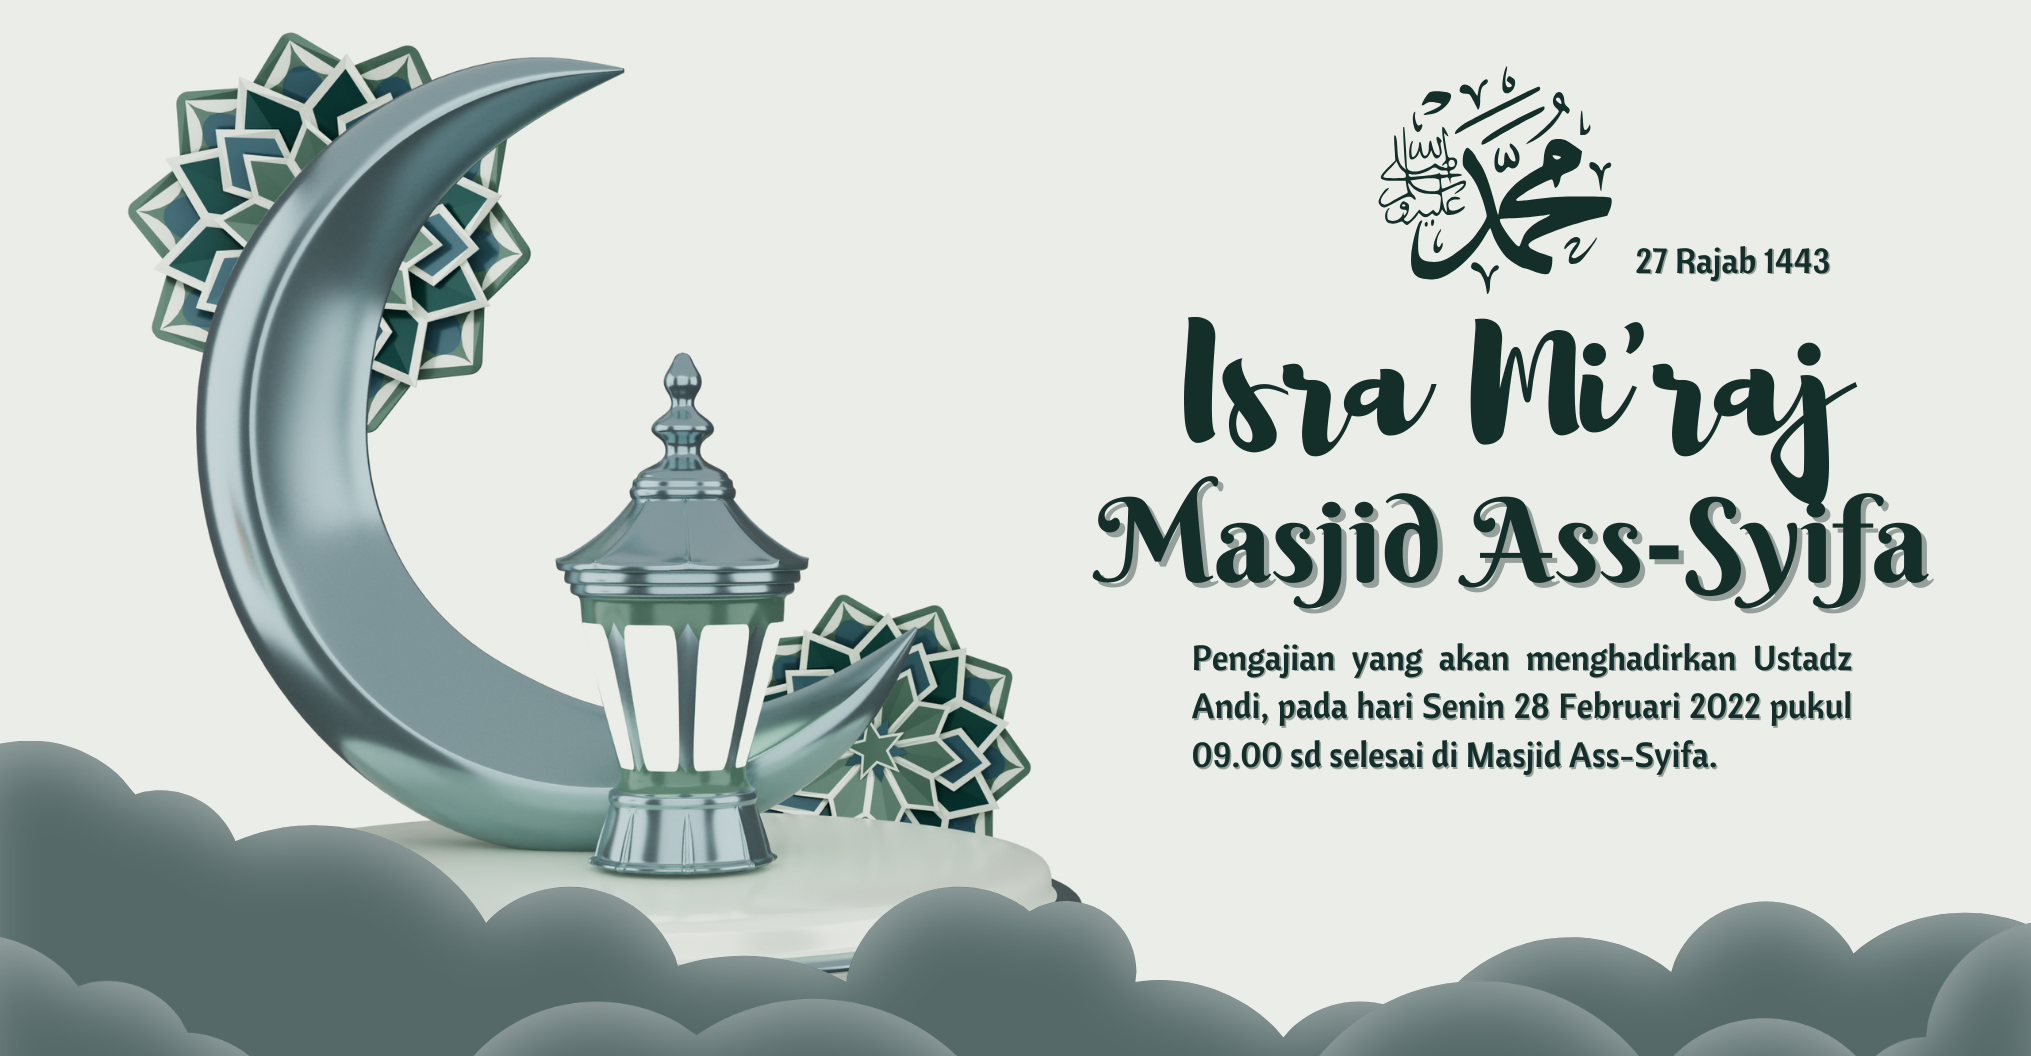 محمد صلى الله عليه وسلم
27 Rajab 1443
Isra Mi'raj
Masjid Ass-Syifa
Pengajian yang akan menghadirkan Ustadz
Andi, pada hari Senin 28 Februari 2022 pukul
09.00 sd selesai di Masjid Ass-Syifa.